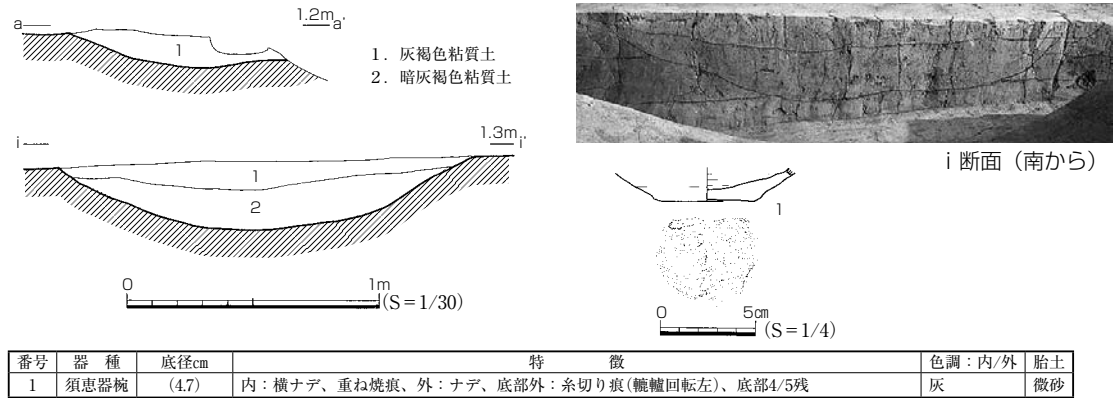 a
1.2m
a'
1
1. 灰褐色粘質土
2. 暗灰褐色粘質土
i
1.3m
i'
1
2
0
1m
(S=1/30)
i 断面(南から)
1
0
5㎝
(S=1/4)
番号 器 種 底径㎝ 特 徴 色調:内/外 胎土
1 須恵器椀 (4.7) 内:横ナデ、重ね焼痕、外:ナデ、底部外:糸切り痕(轆轤回転左)、底部4/5残 灰 微砂